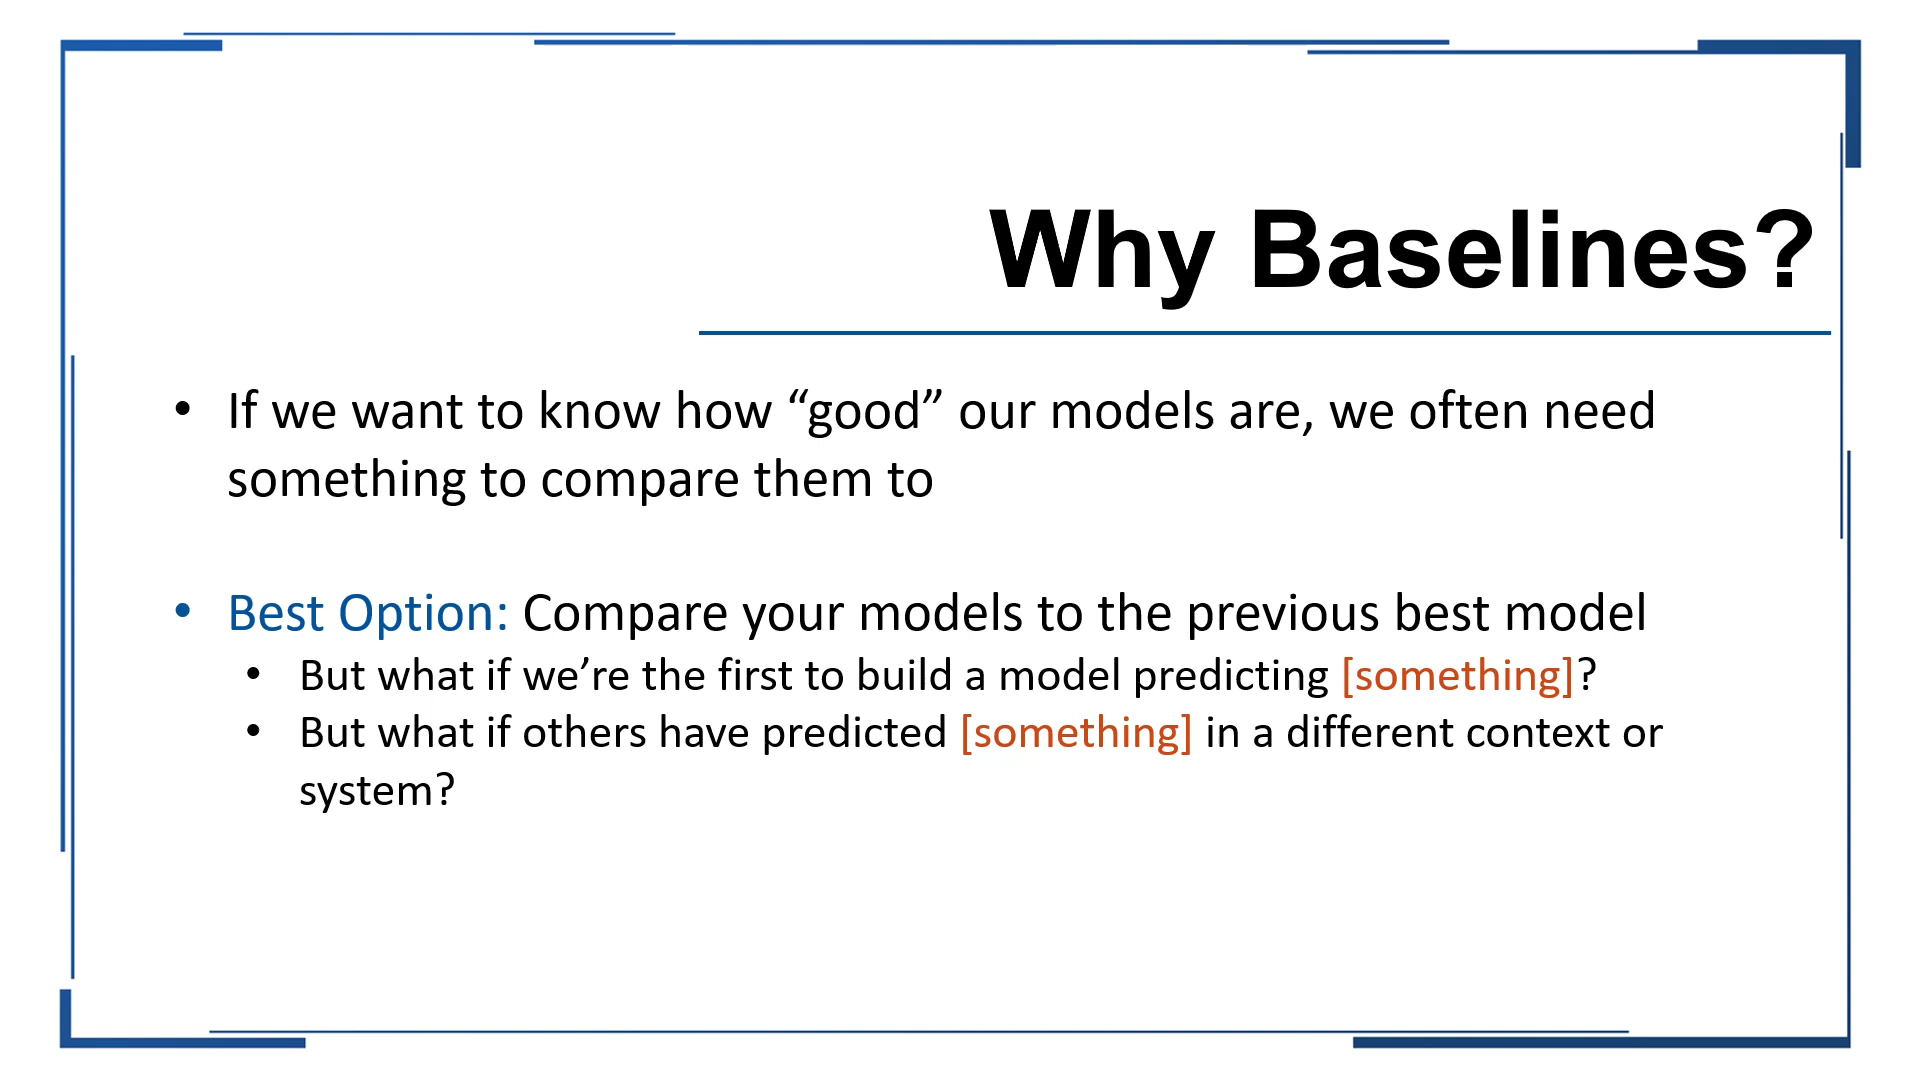 Why Baselines?
• If we want to know how “good” our models are, we often need
something to compare them to
• Best Option: Compare your models to the previous best model
• But what if we’re the first to build a model predicting [something]?
• But what if others have predicted [something] in a different context or
system?